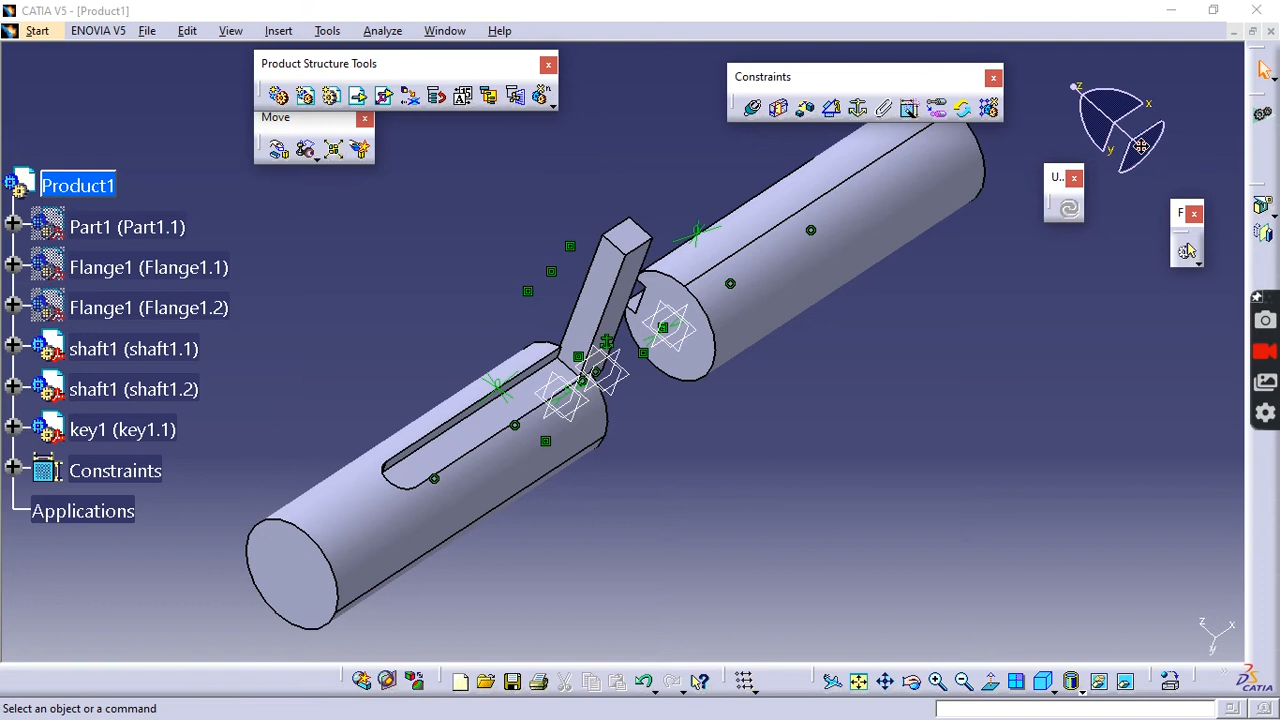 CATIA V5 - [Product1]
Start ENOVIA V5 File Edit View Insert Tools Analyze Window Help
Product Structure Tools
Constraints
Move
z
x
y
U..
F
Product1
Part1 (Part1.1)
Flange1 (Flange1.1)
Flange1 (Flange1.2)
shaft1 (shaft1.1)
shaft1 (shaft1.2)
key1 (key1.1)
Constraints
Applications
z x
y
CATIA
Select an object or a command